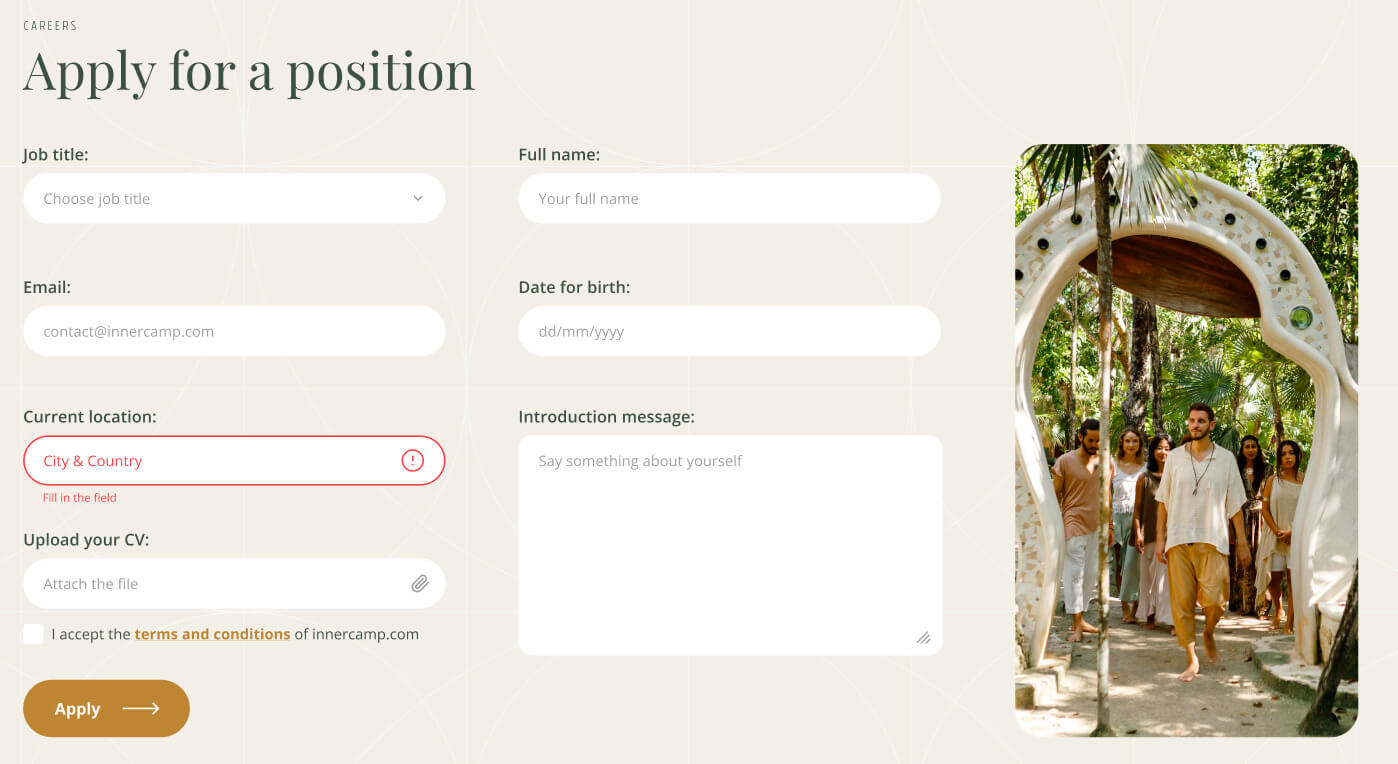 CAREERS
Apply for a position
Job title:
Choose job title
Full name:
Your full name
Email:
contact@innercamp.com
Date for birth:
dd/mm/yyyy
Current location:
City & Country
Fill in the field
Introduction message:
Say something about yourself
Upload your CV:
Attach the file
I accept the terms and conditions of innercamp.com
Apply